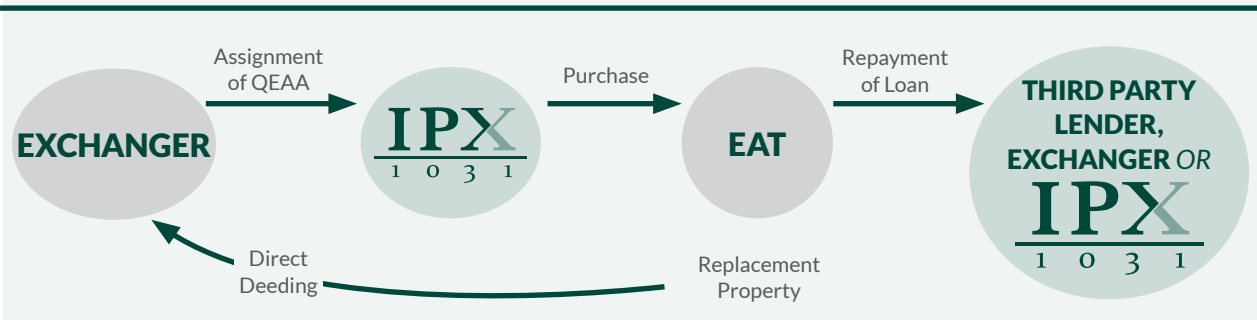 Assignment
of QEAA
Purchase
Repayment
of Loan
EXCHANGER
IPX
1 0 3 1
EAT
THIRD PARTY
LENDER,
EXCHANGER OR
IPX
1 0 3 1
Direct
Deeding
Replacement
Property